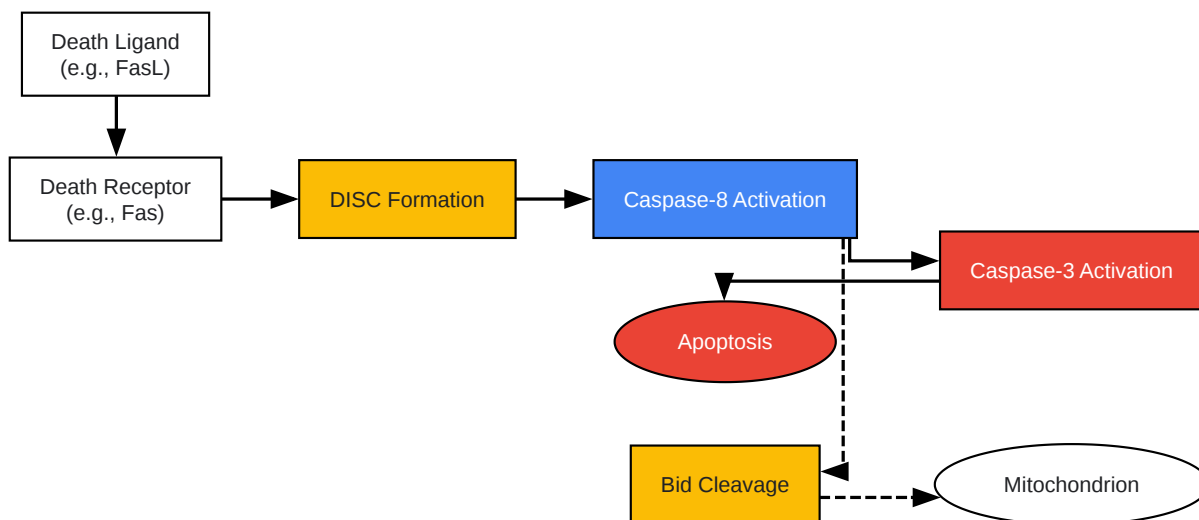 Death Ligand
(e.g., FasL)
Death Receptor
(e.g., Fas)
DISC Formation
Caspase-8 Activation
Caspase-3 Activation
Apoptosis
Bid Cleavage
Mitochondrion